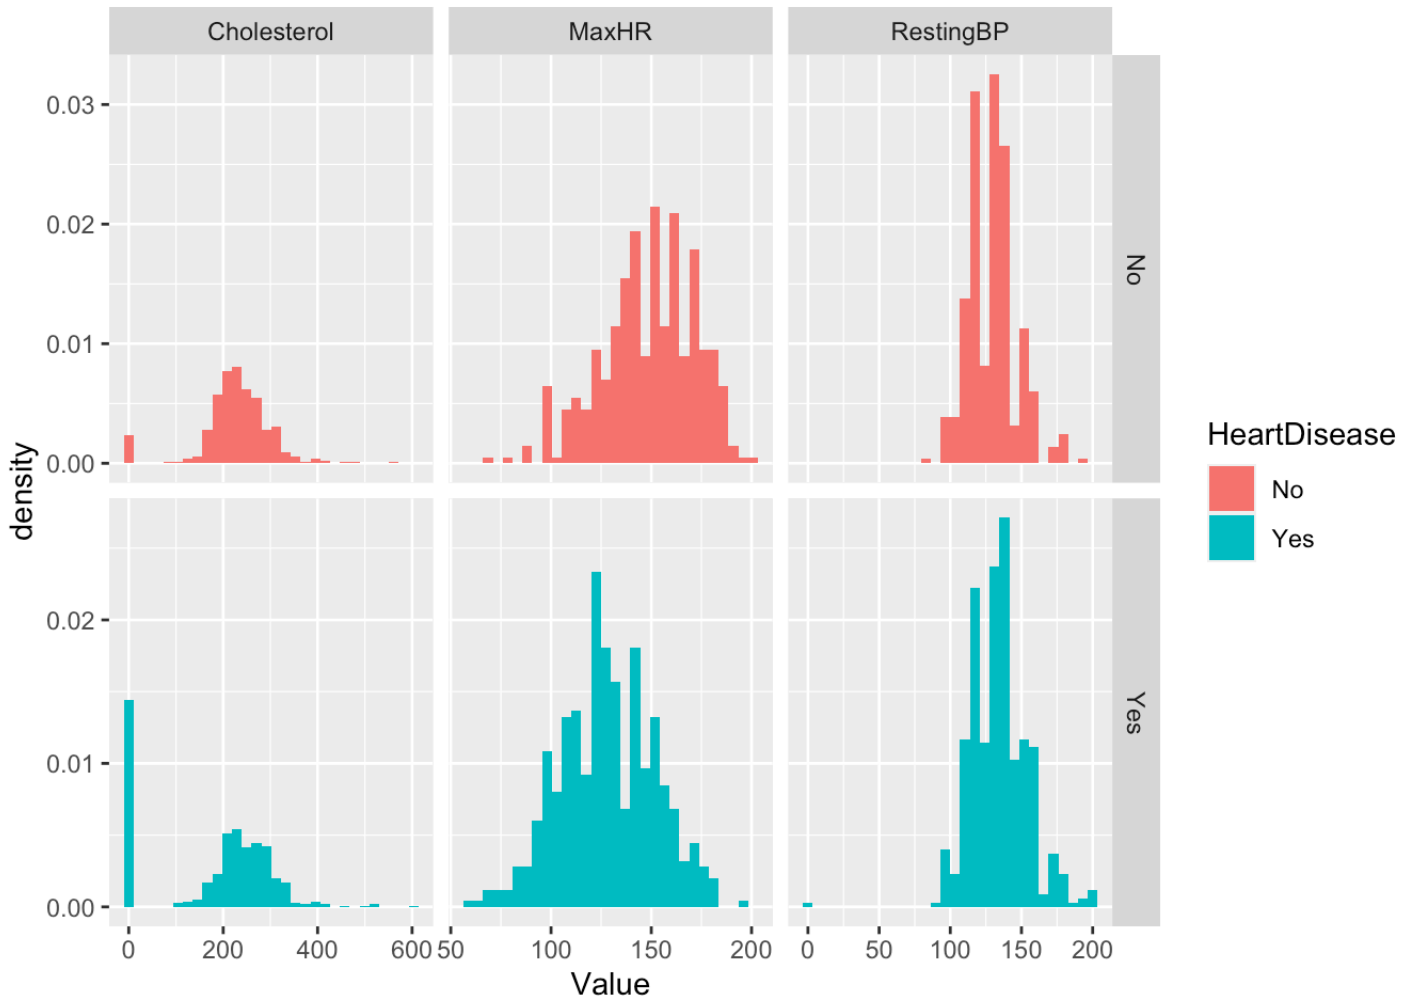 Cholesterol MaxHR RestingBP
0.03
0.02
0.01
0.00
No
density
0.02
0.01
0.00
Yes
0 200 400 600 50 100 150 200 0 50 100 150 200
Value
HeartDisease
No
Yes